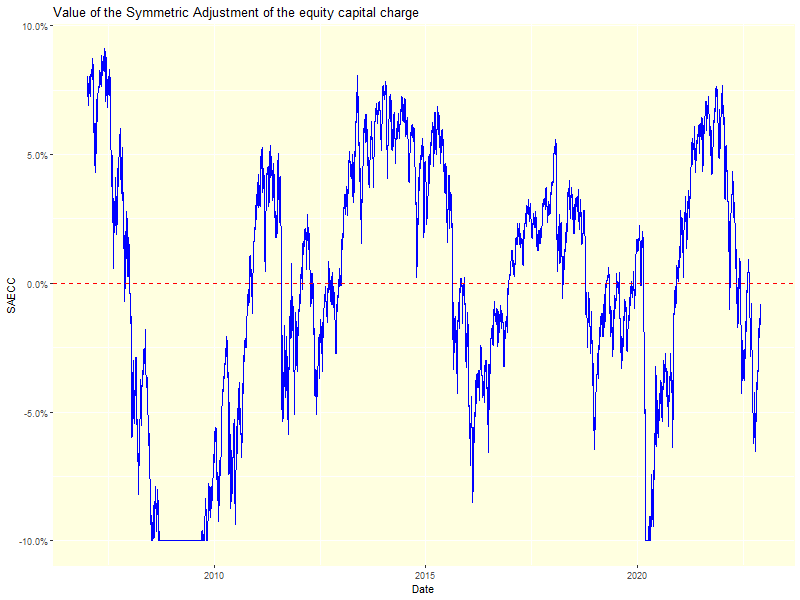 Value of the Symmetric Adjustment of the equity capital charge
10.0%
5.0%
0.0%
-5.0%
-10.0%
SAECC
2010
2015
2020
Date